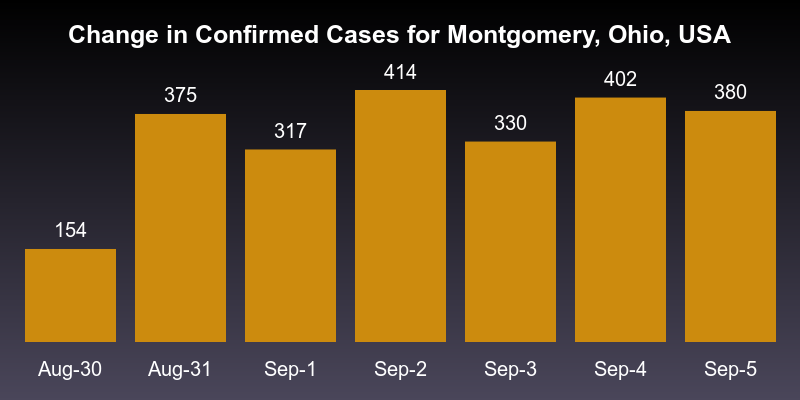 Change in Confirmed Cases for Montgomery, Ohio, USA
154
375
317
414
330
402
380
Aug-30
Aug-31
Sep-1
Sep-2
Sep-3
Sep-4
Sep-5